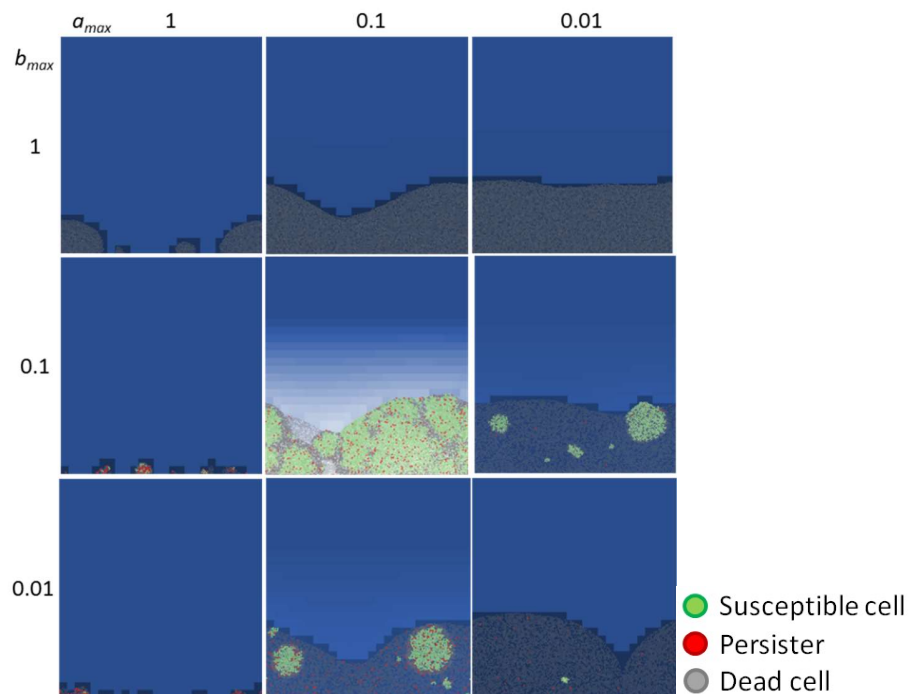 a_max 1 0.1 0.01
b_max
1
0.1
0.01
Susceptible cell
Persister
Dead cell